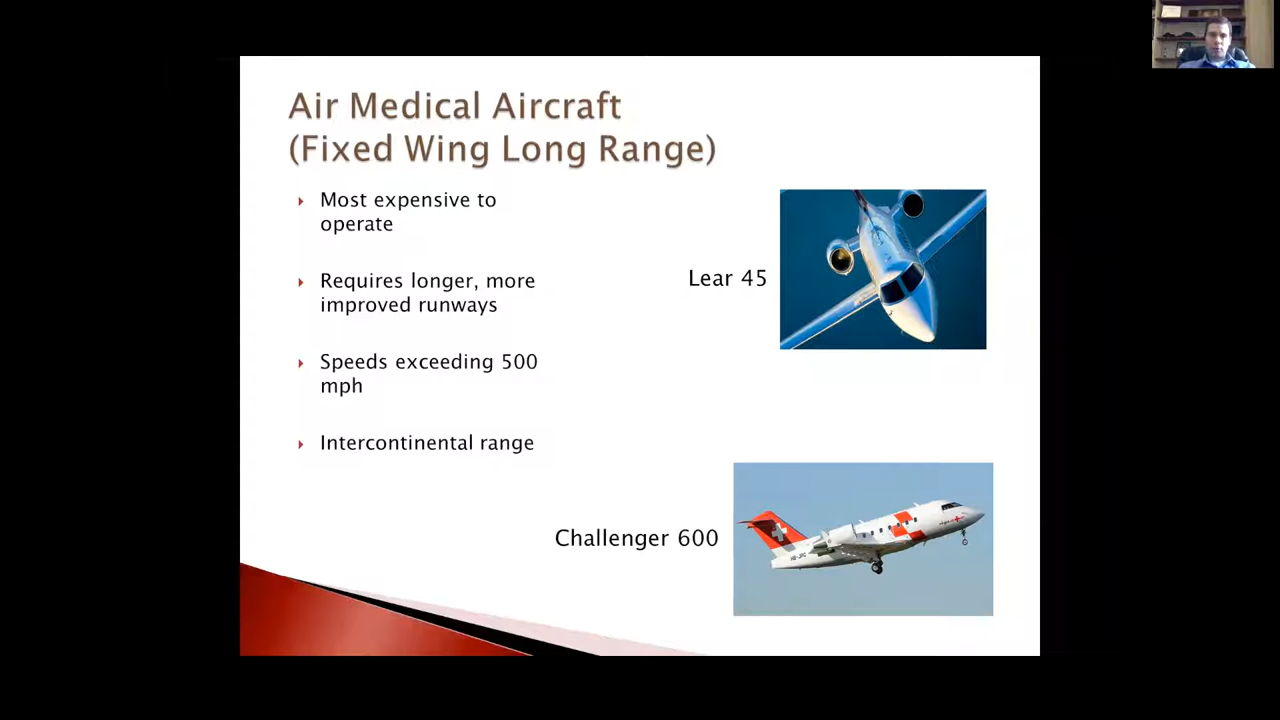 Air Medical Aircraft
(Fixed Wing Long Range)
Most expensive to
operate
Requires longer, more
improved runways
Speeds exceeding 500
mph
Intercontinental range
Lear 45
Challenger 600